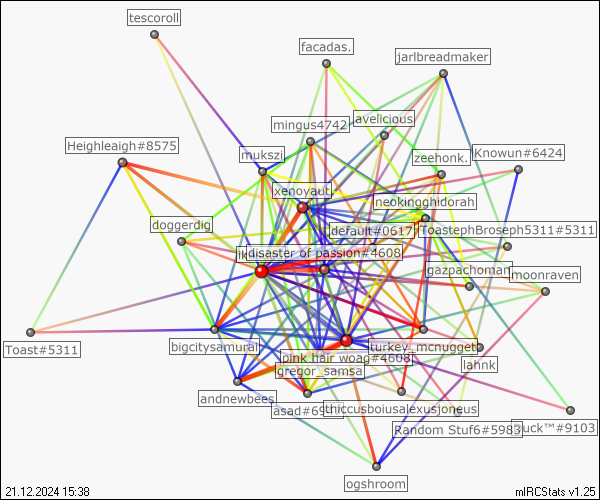 tescoroll
facadas.
jarlbreadmaker
avelicious
mingus4742
Heighleaigh#8575
mukszi
zeehonk.
Knowun#6424
xenoyaut.
neokingghidorah
doggerdig
default#0617
ToastephBroseph5311#5311
disaster of passion#4608
gazpachoman
moonraven
Toast#5311
bigcitysamurai
turkey_mcnugget
pink hair woag#4608
lahnk
gregor_samsa
andnewbees
asad#69
thiccusboiusalexusjoneus
Random Stuf6#5983
uck™#9103
ogshroom
21.12.2024 15:38
mIRCStats v1.25